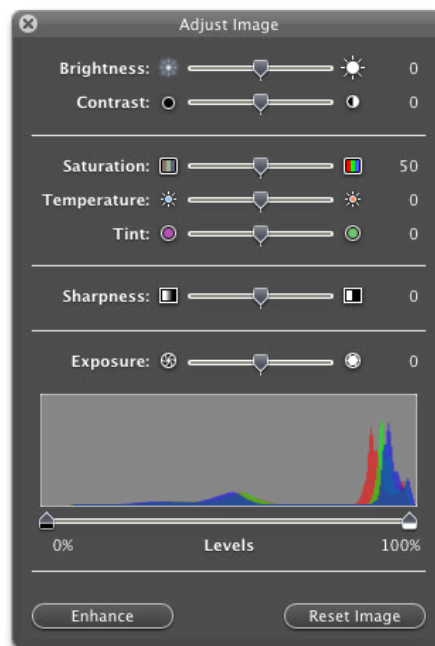 Adjust Image
Brightness: 0
Contrast: 0
Saturation: 50
Temperature: 0
Tint: 0
Sharpness: 0
Exposure: 0
0% Levels 100%
Enhance Reset Image